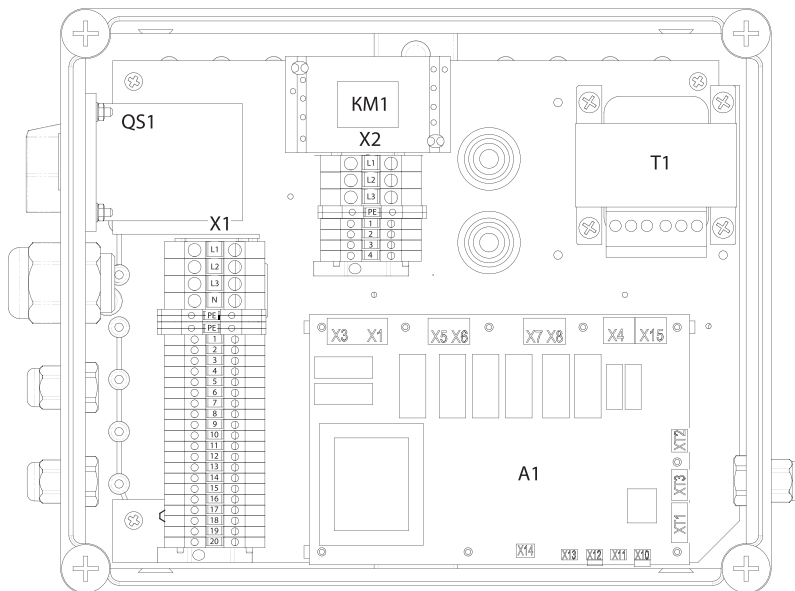 QS1
KM1
X2
L1
L2
L3
PE
1
2
3
4
T1
X1
L1
L2
L3
N
PE
PE
1
2
3
4
5
6
7
8
9
10
11
12
13
14
15
16
17
18
19
20
X3 X1 X5 X6 X7 X8 X4 X15
XT2
XT3
XT1
A1
X14 X13 X12 X11 X10